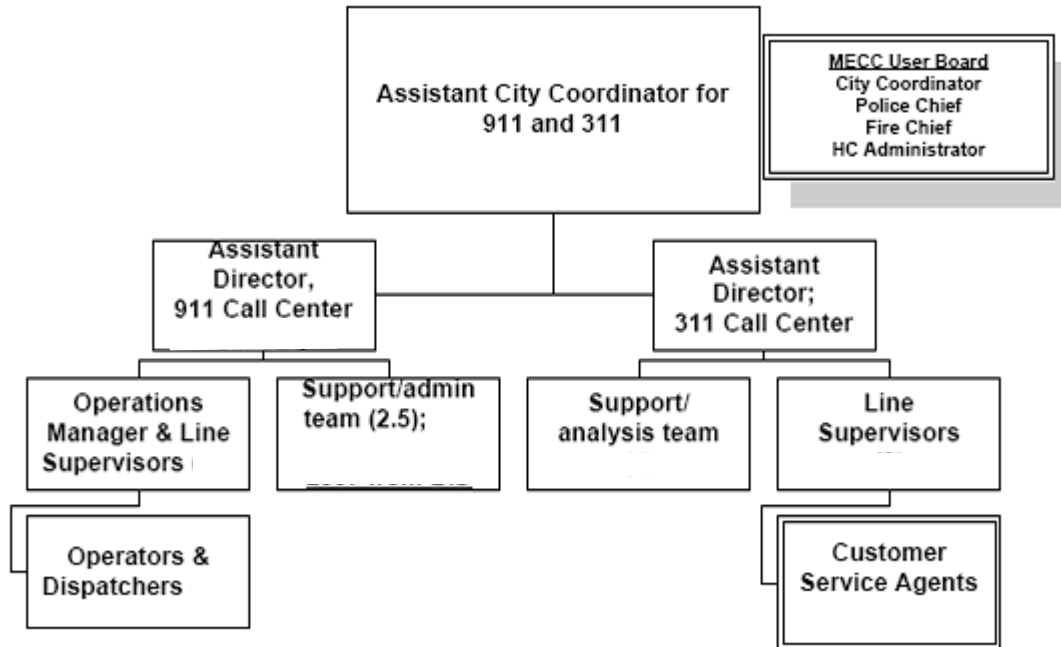 Assistant City Coordinator for
911 and 311
MECC User Board
City Coordinator
Police Chief
Fire Chief
HC Administrator
Assistant
Director,
911 Call Center
Assistant
Director;
311 Call Center
Operations
Manager & Line
Supervisors (
Support/admin
team (2.5);
Support/
analysis team
Line
Supervisors
Operators &
Dispatchers
Customer
Service Agents